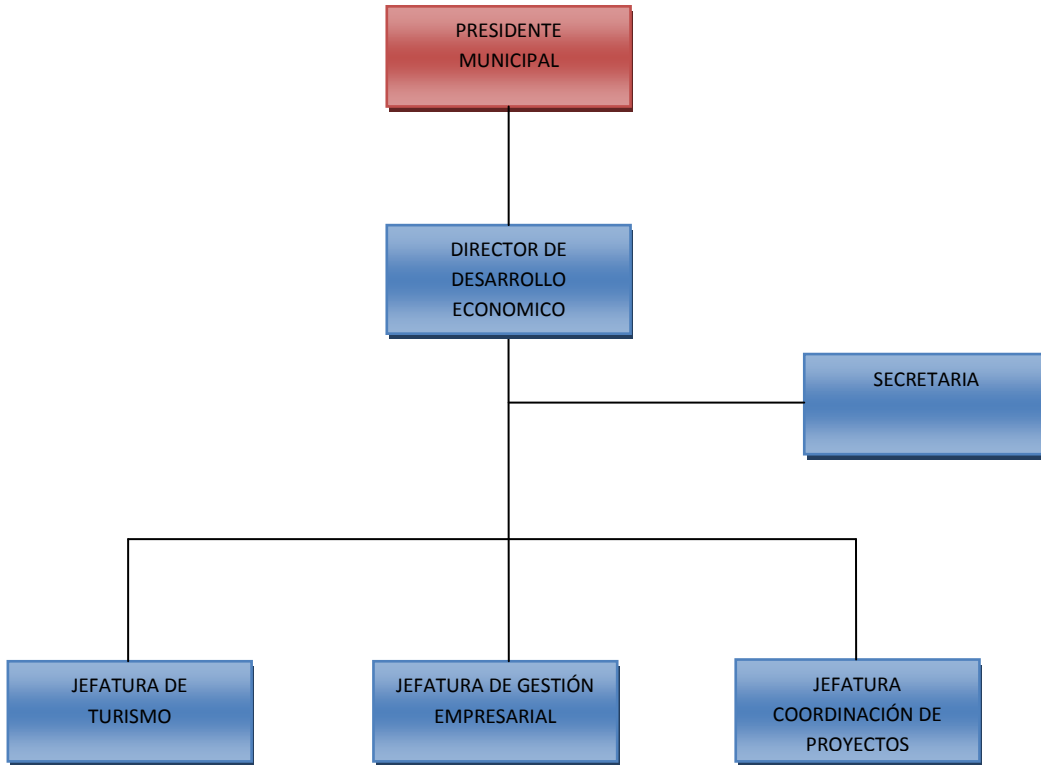 PRESIDENTE
MUNICIPAL
DIRECTOR DE
DESARROLLO
ECONOMICO
SECRETARIA
JEFATURA DE
TURISMO
JEFATURA DE GESTIÓN
EMPRESARIAL
JEFATURA
COORDINACIÓN DE
PROYECTOS